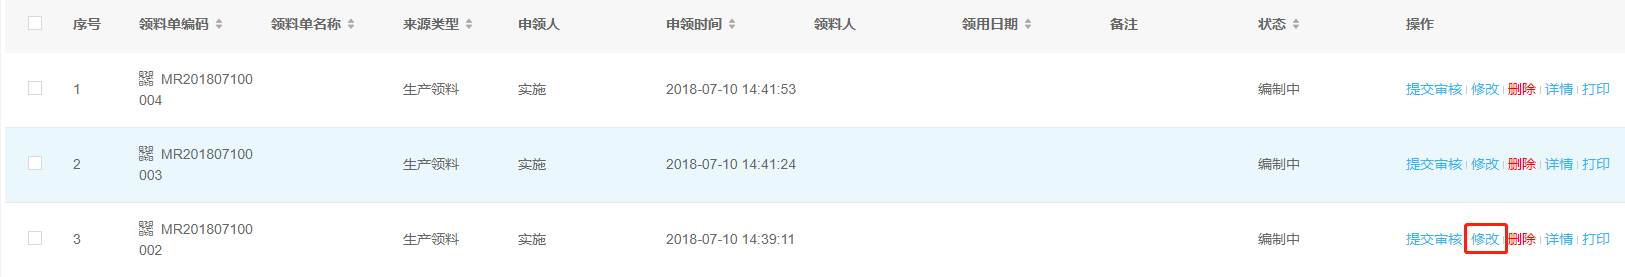 序号 领料单编码 领料单名称 来源类型 申领人 申领时间 领料人 领用日期 备注 状态 操作
1 MR201807100 生产领料 实施 2018-07-10 14:41:53 编制中 提交审核 修改 删除 详情 打印
004
2 MR201807100 生产领料 实施 2018-07-10 14:41:24 编制中 提交审核 修改 删除 详情 打印
003
3 MR201807100 生产领料 实施 2018-07-10 14:39:11 编制中 提交审核 修改 删除 详情 打印
002